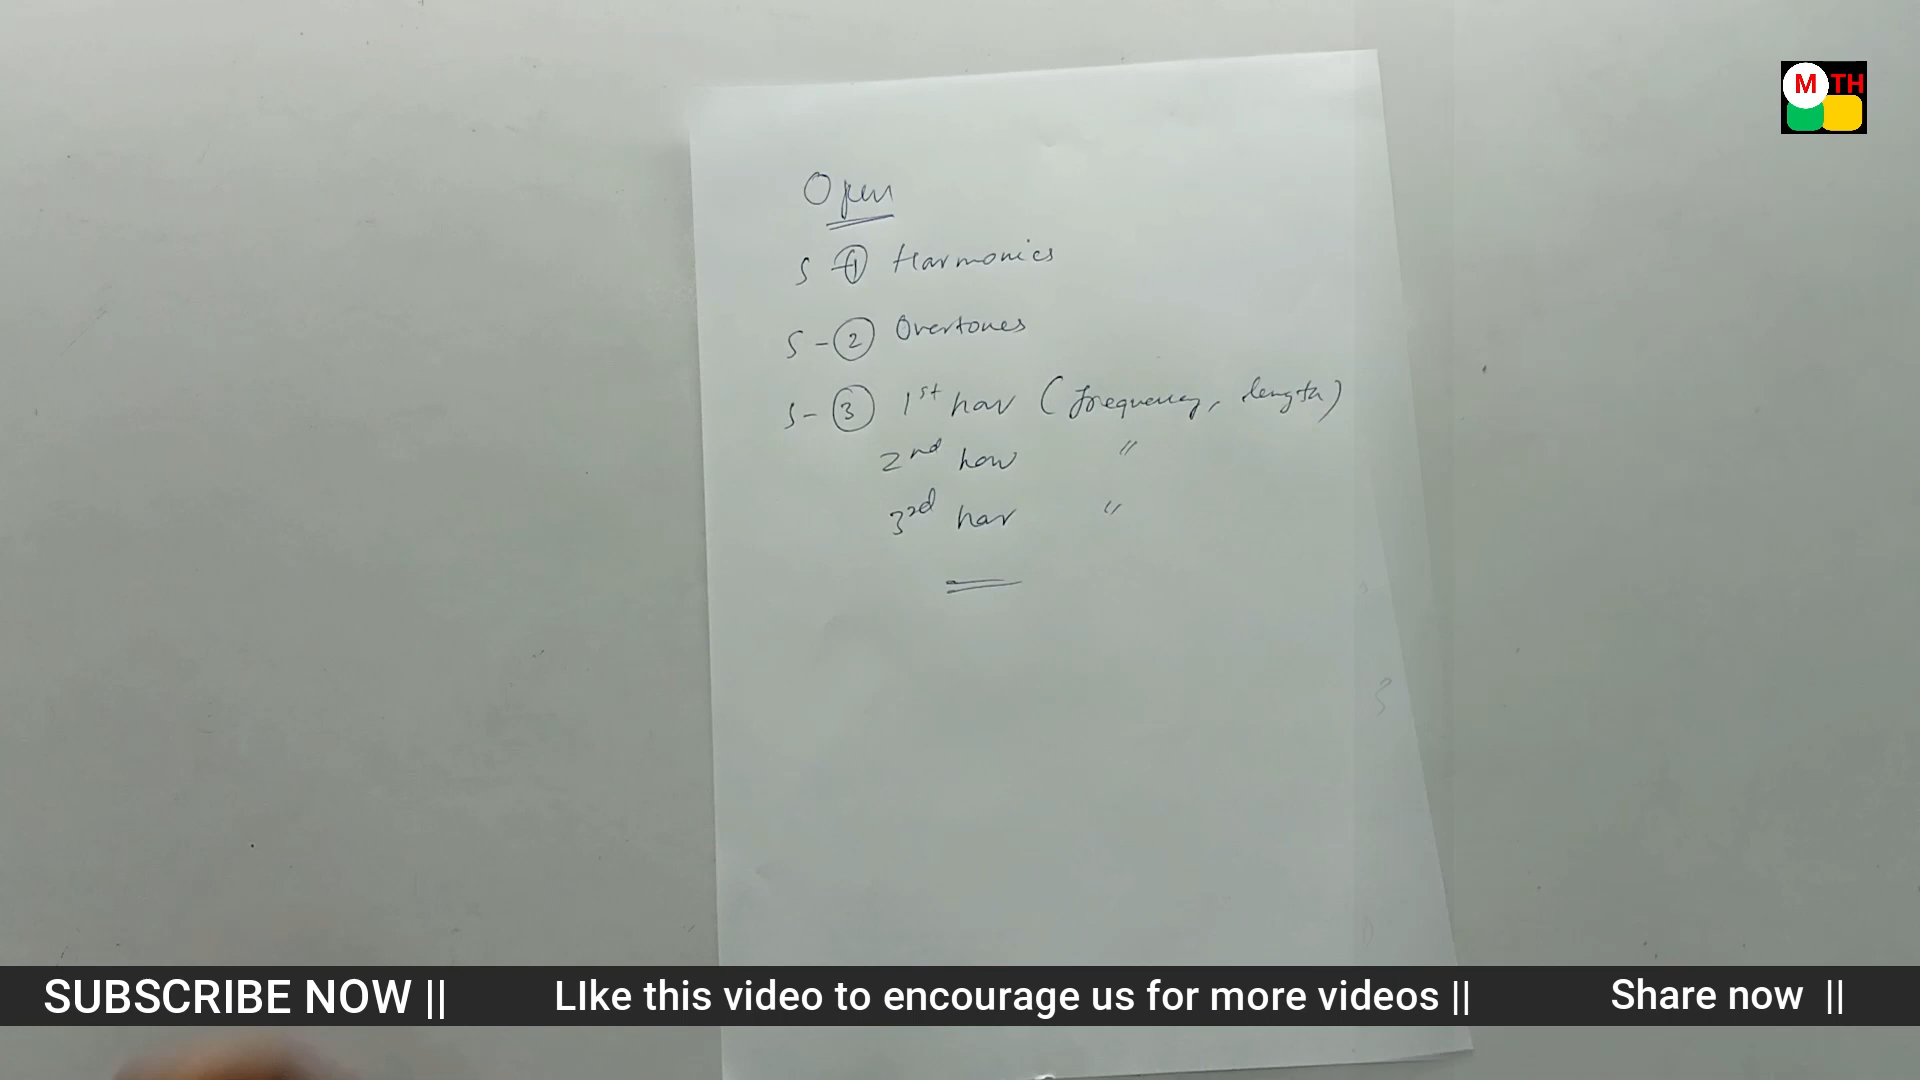 M TH
Open
S-① Harmonics
S-② Overtones
S-③ 1st har (frequency, length)
2nd har "
3rd har "
SUBSCRIBE NOW || LIke this video to encourage us for more videos || Share now ||